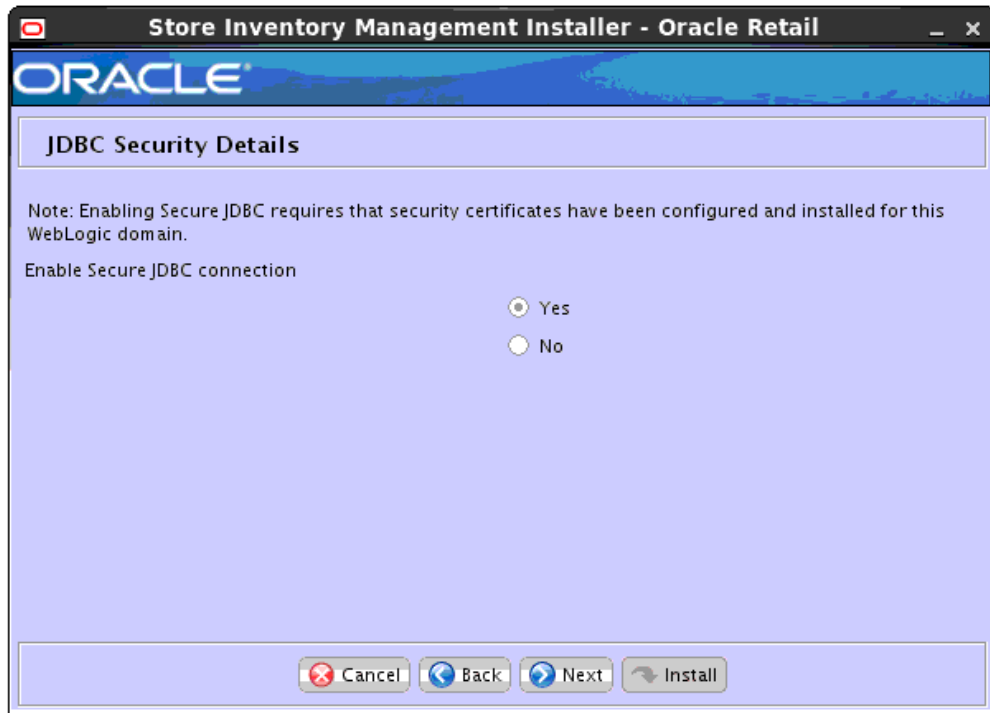 Store Inventory Management Installer - Oracle Retail
ORACLE
JDBC Security Details
Note: Enabling Secure JDBC requires that security certificates have been configured and installed for this
WebLogic domain.
Enable Secure JDBC connection
Yes
No
Cancel Back Next Install